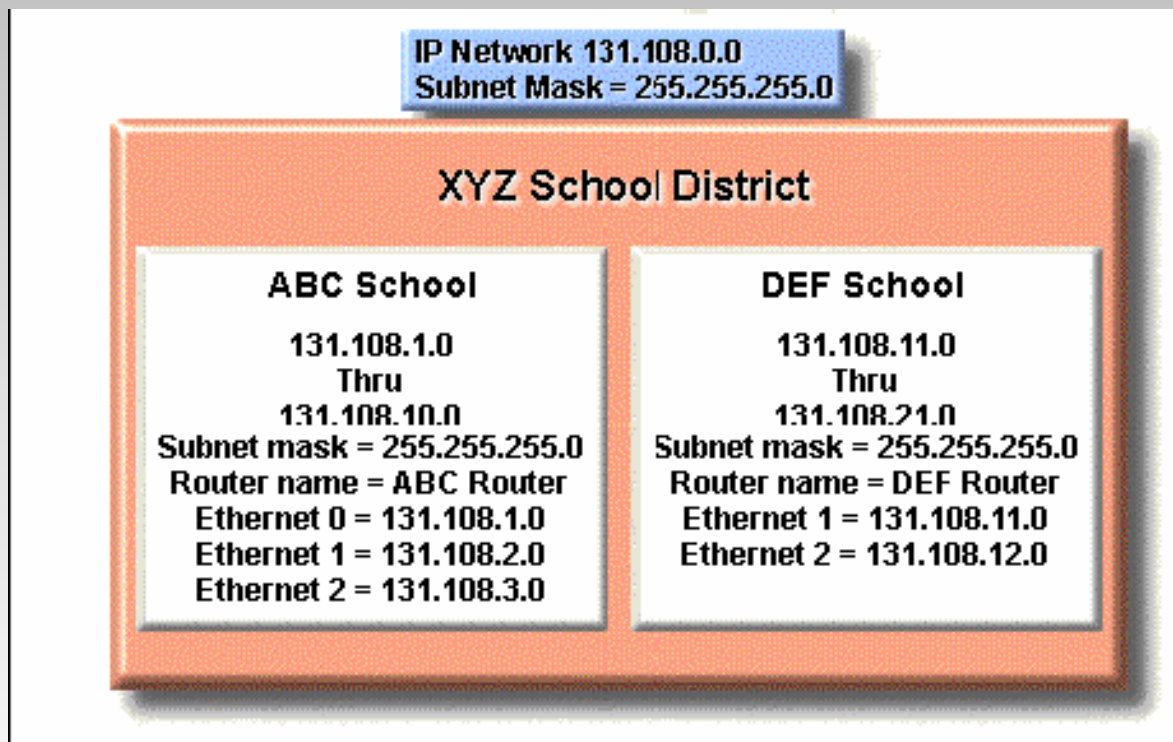 IP Network 131.108.0.0
Subnet Mask = 255.255.255.0
XYZ School District
ABC School
131.108.1.0
Thru
131.108.10.0
Subnet mask = 255.255.255.0
Router name = ABC Router
Ethernet 0 = 131.108.1.0
Ethernet 1 = 131.108.2.0
Ethernet 2 = 131.108.3.0
DEF School
131.108.11.0
Thru
131.108.21.0
Subnet mask = 255.255.255.0
Router name = DEF Router
Ethernet 1 = 131.108.11.0
Ethernet 2 = 131.108.12.0